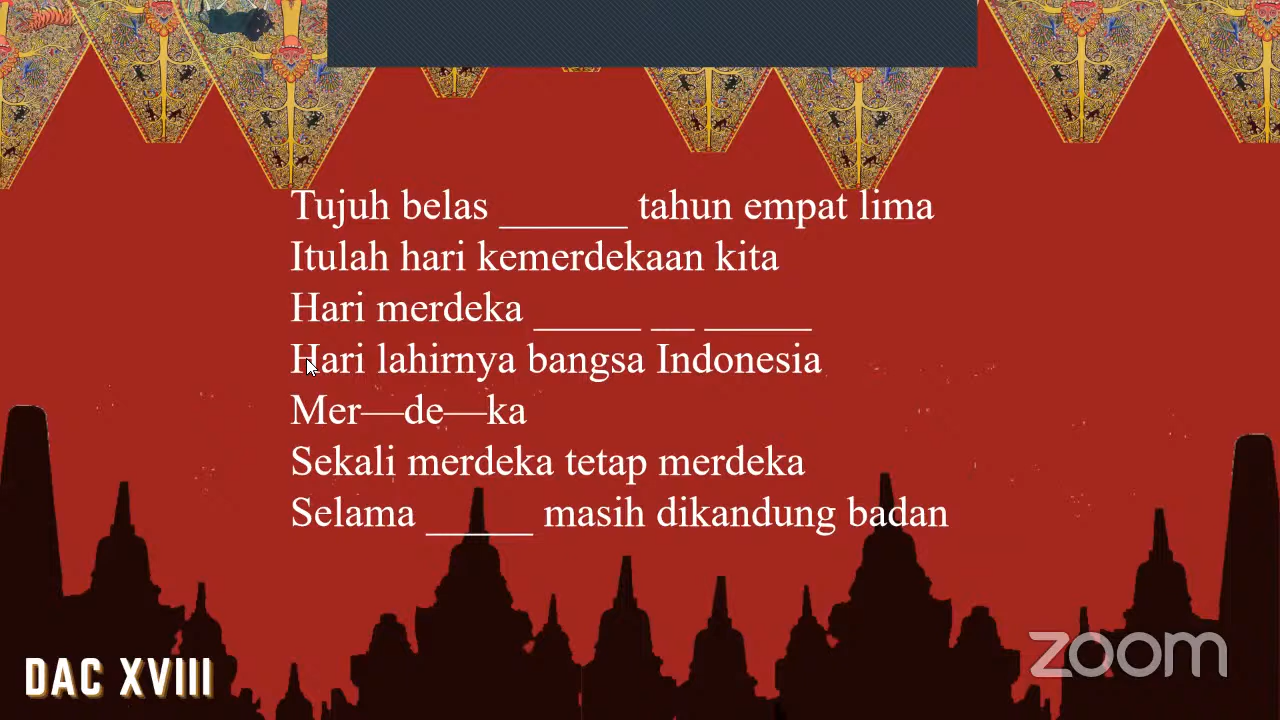 Tujuh belas ______ tahun empat lima
Itulah hari kemerdekaan kita
Hari merdeka _____ __ _____
Hari lahirnya bangsa Indonesia
Mer—de—ka
Sekali merdeka tetap merdeka
Selama _____ masih dikandung badan
DAC XVIII
zoom